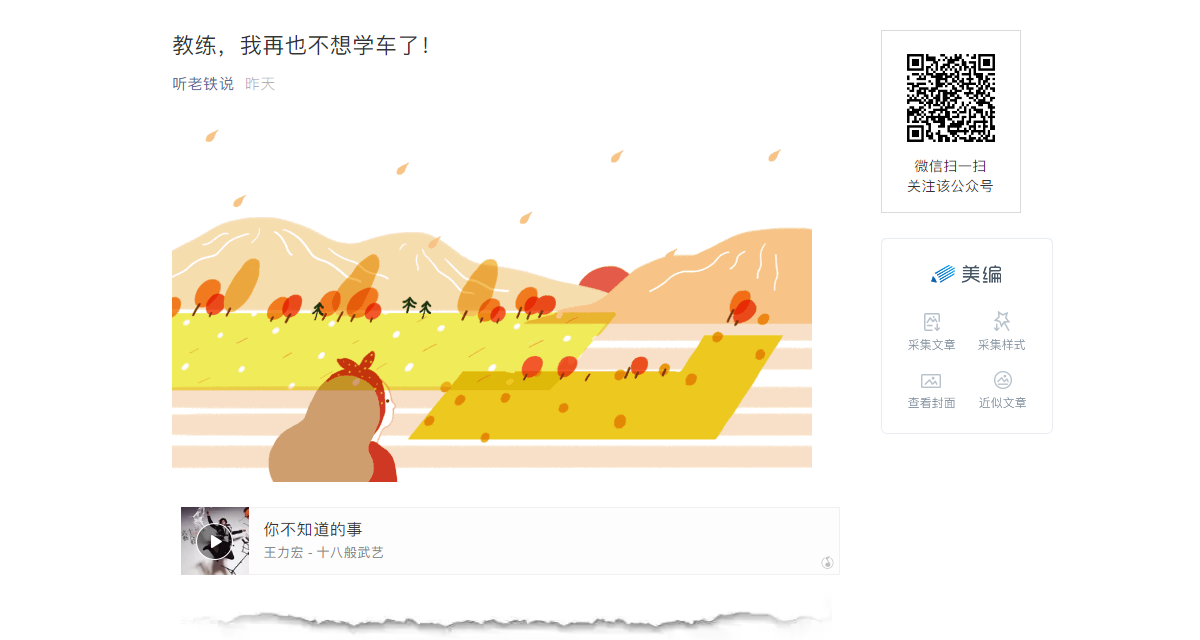 教练，我再也不想学车了！
听老铁说 昨天
你不知道的事
王力宏 - 十八般武艺
微信扫一扫
关注该公众号
美编
采集文章 采集样式
查看封面 近似文章